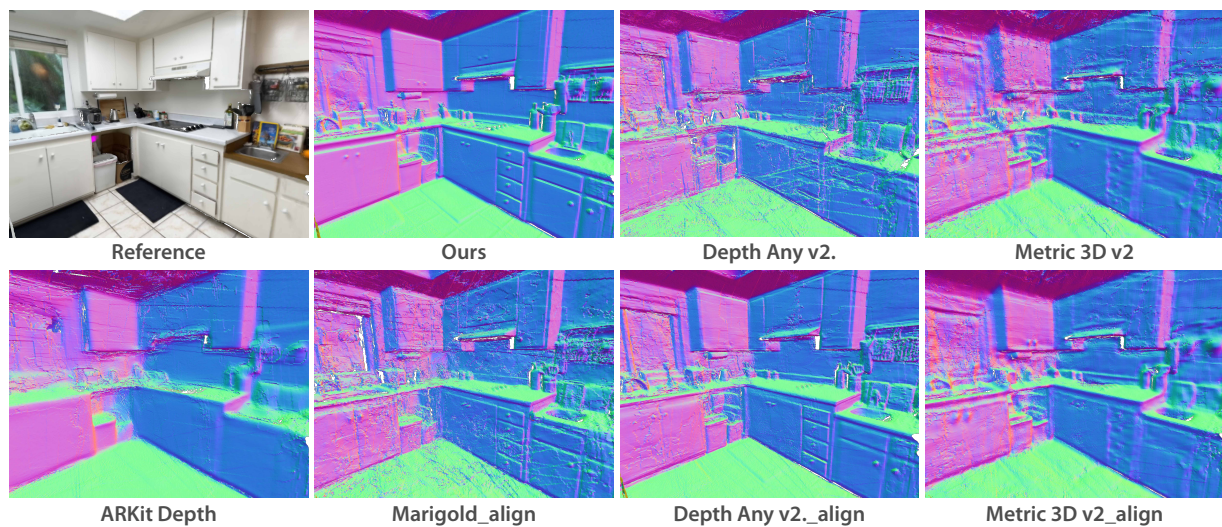 Reference
Ours
Depth Any v2.
Metric 3D v2
ARKit Depth
Marigold_align
Depth Any v2._align
Metric 3D v2_align